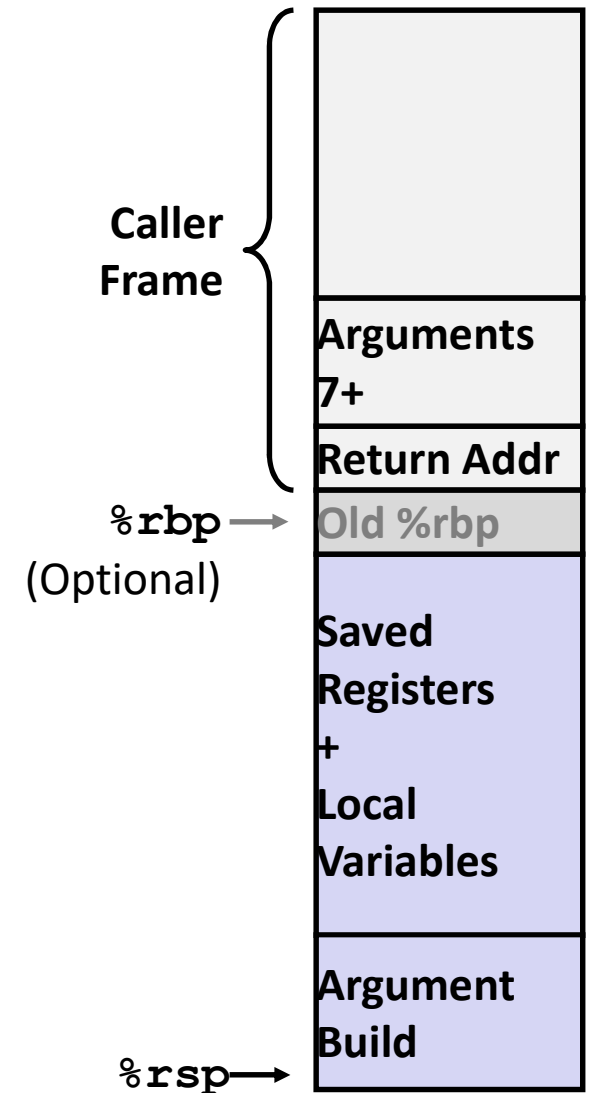 Caller
Frame
Arguments
7+
Return Addr
%rbp
Old %rbp
(Optional)
Saved
Registers
+
Local
Variables
Argument
Build
%rsp